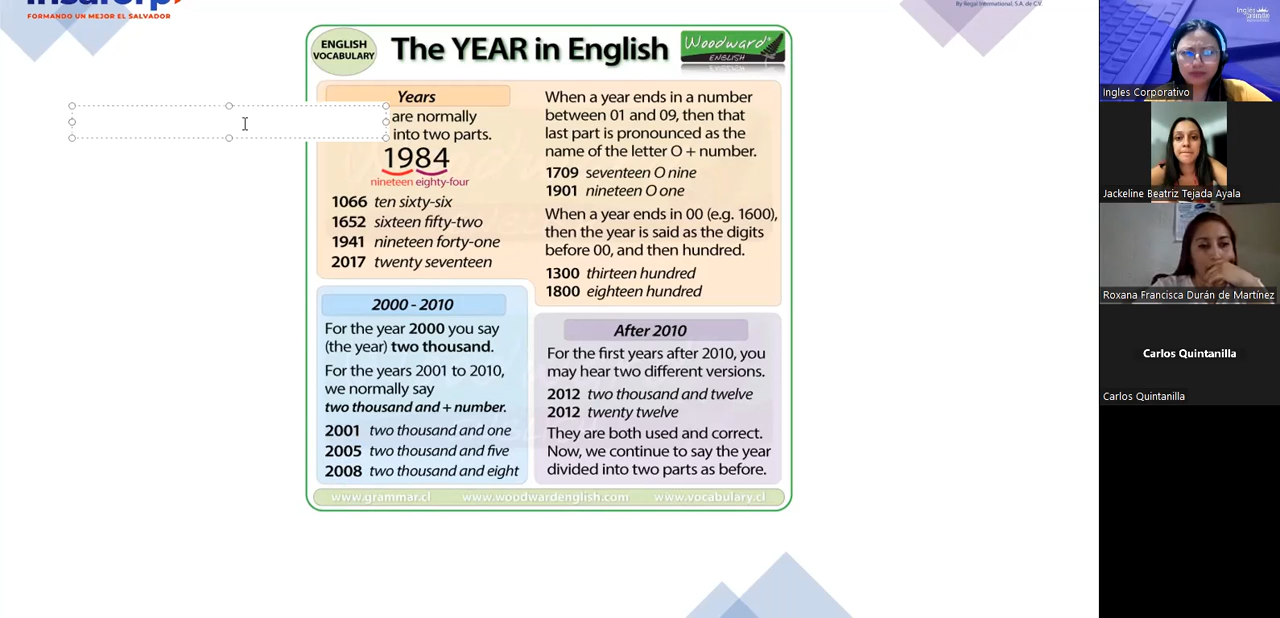 FORMANDO UN MEJOR EL SALVADOR
By Regal International, S.A. de C.V
ENGLISH
VOCABULARY
The YEAR in English
Woodward
ENGLISH
Years
are normally
into two parts.
1984
nineteen eighty-four
1066 ten sixty-six
1652 sixteen fifty-two
1941 nineteen forty-one
2017 twenty seventeen
When a year ends in a number
between 01 and 09, then that
last part is pronounced as the
name of the letter O + number.
1709 seventeen O nine
1901 nineteen O one
When a year ends in 00 (e.g. 1600),
then the year is said as the digits
before 00, and then hundred.
1300 thirteen hundred
1800 eighteen hundred
2000 - 2010
For the year 2000 you say
(the year) two thousand.
For the years 2001 to 2010,
we normally say
two thousand and + number.
2001 two thousand and one
2005 two thousand and five
2008 two thousand and eight
After 2010
For the first years after 2010, you
may hear two different versions.
2012 two thousand and twelve
2012 twenty twelve
They are both used and correct.
Now, we continue to say the year
divided into two parts as before.
www.grammar.cl www.woodwardenglish.com www.vocabulary.cl
Ingles Corporativo
Jackeline Beatriz Tejada Ayala
Roxana Francisca Durán de Martínez
Carlos Quintanilla
Carlos Quintanilla